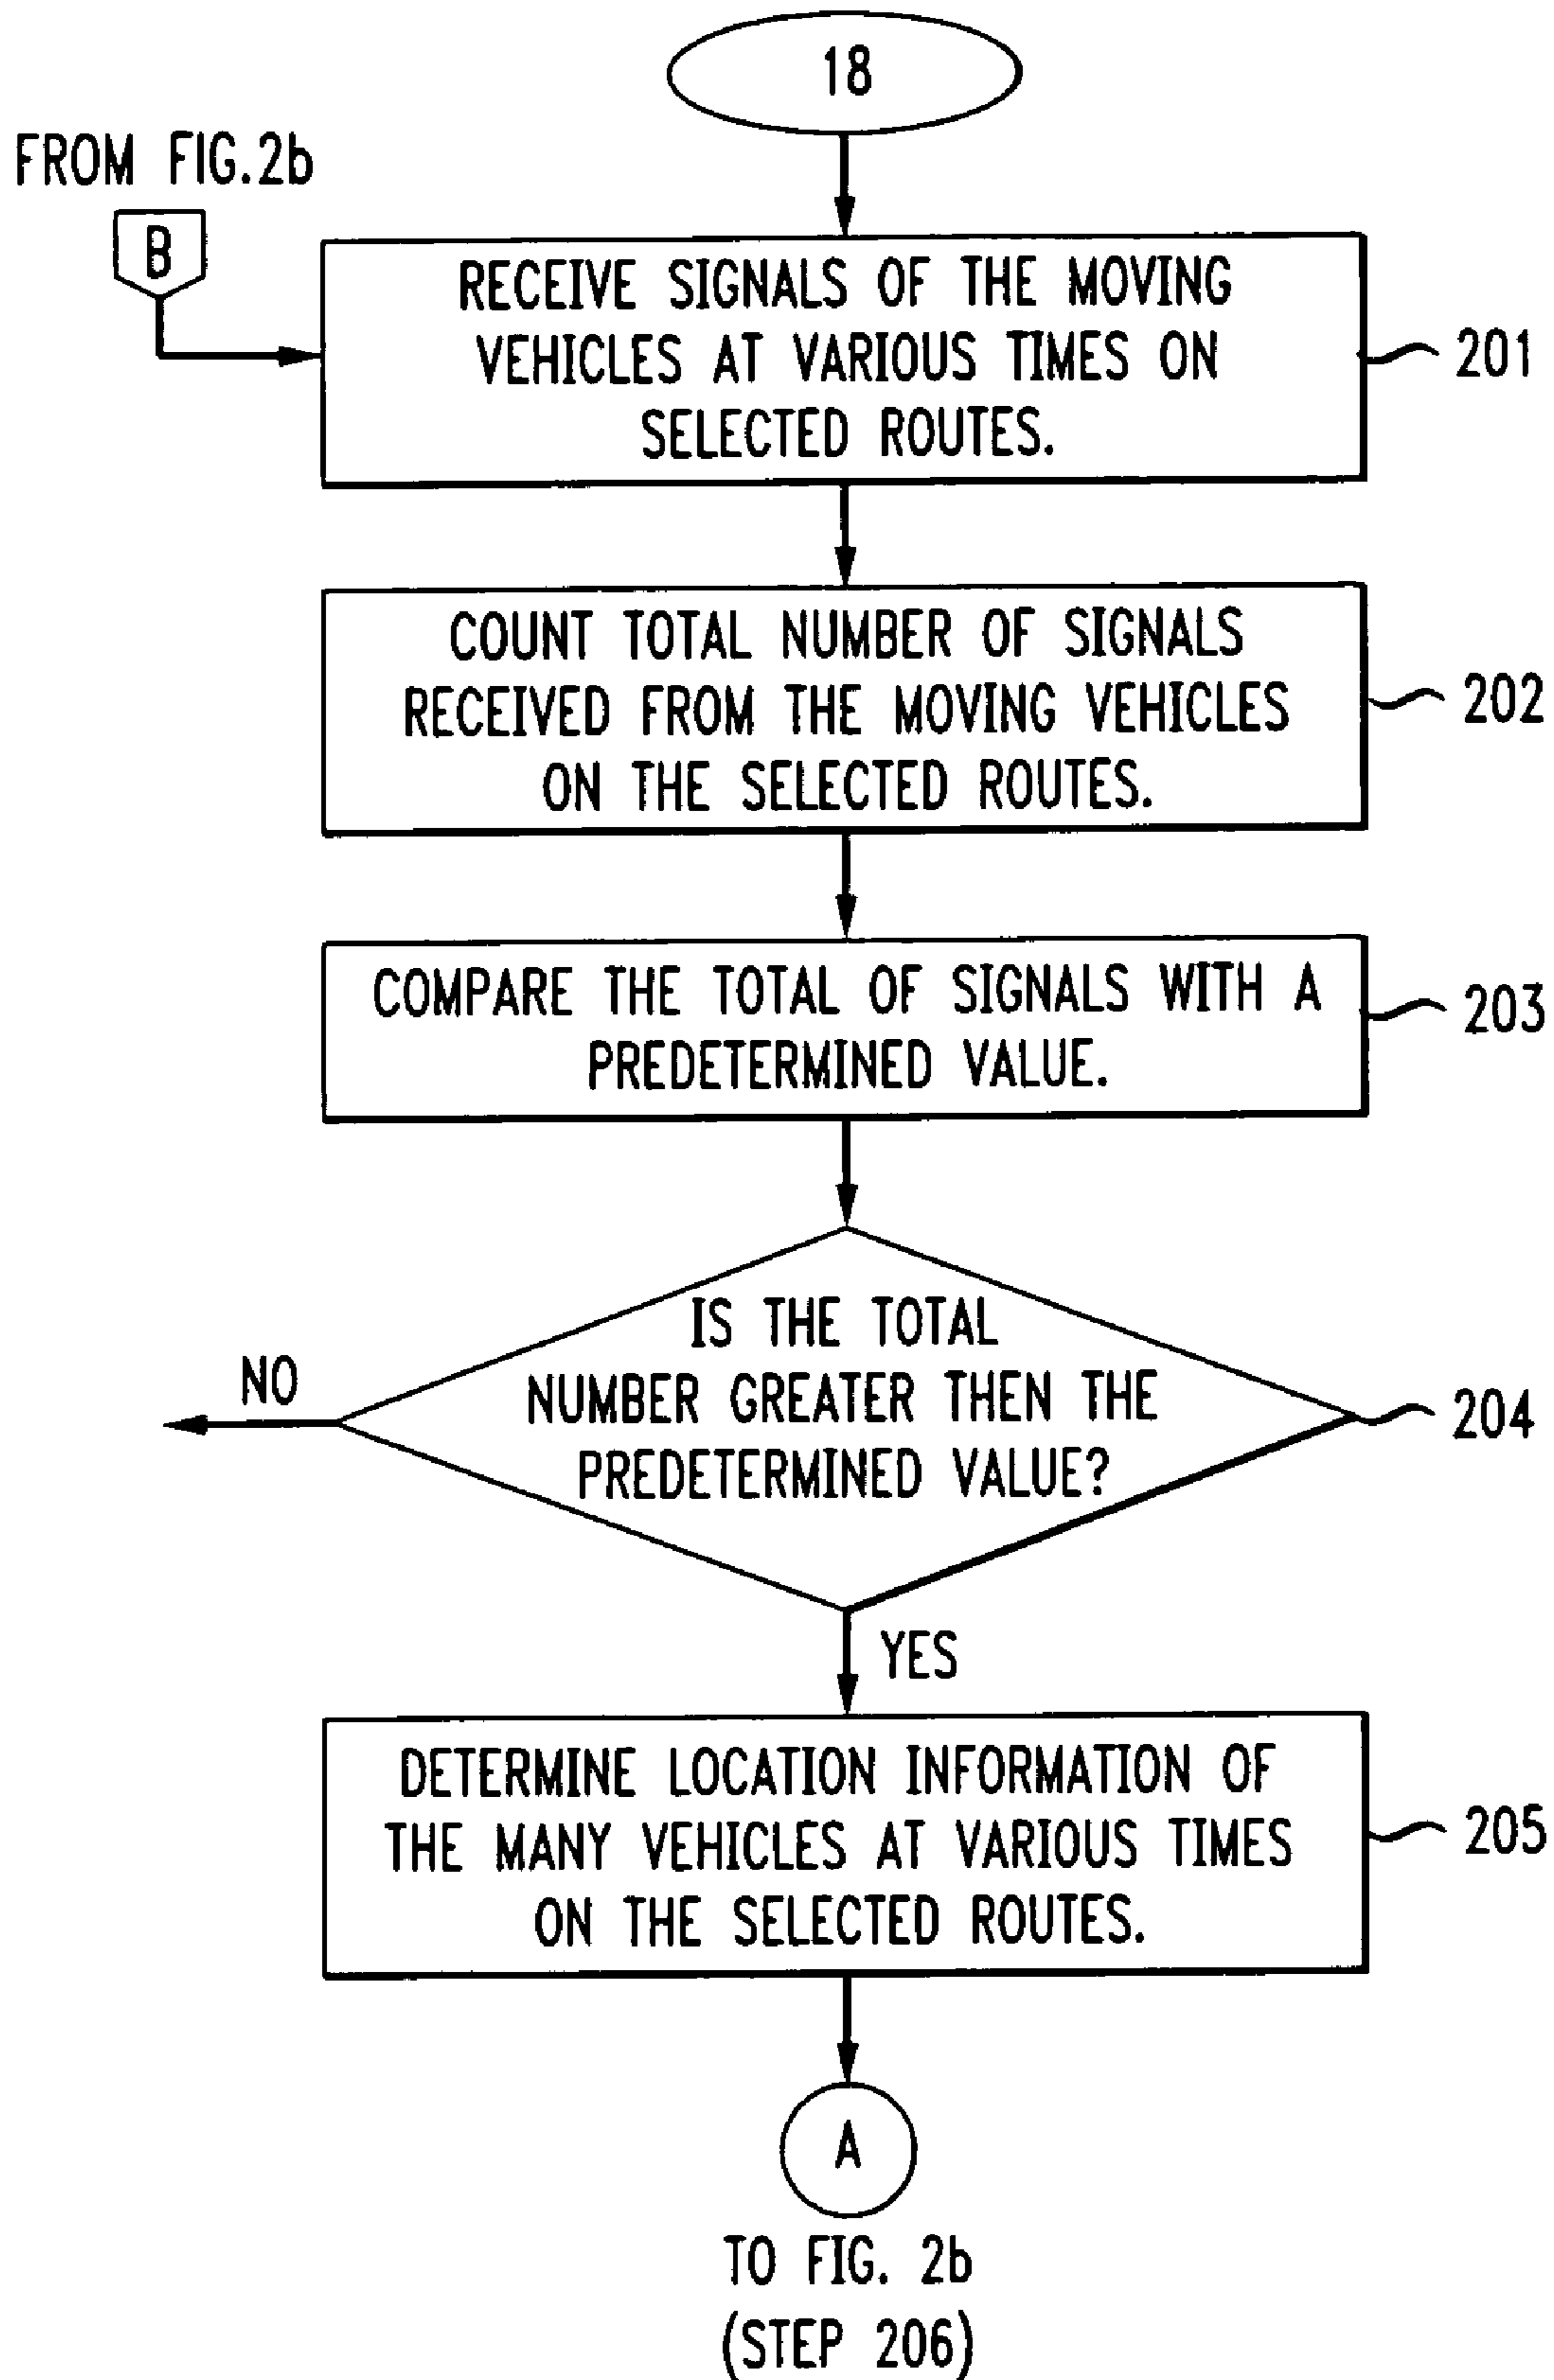 18
FROM FIG.2b
B
RECEIVE SIGNALS OF THE MOVING
VEHICLES AT VARIOUS TIMES ON
SELECTED ROUTES.
201
COUNT TOTAL NUMBER OF SIGNALS
RECEIVED FROM THE MOVING VEHICLES
ON THE SELECTED ROUTES.
202
COMPARE THE TOTAL OF SIGNALS WITH A
PREDETERMINED VALUE.
203
IS THE TOTAL
NUMBER GREATER THEN THE
PREDETERMINED VALUE?
204
NO
YES
DETERMINE LOCATION INFORMATION OF
THE MANY VEHICLES AT VARIOUS TIMES
ON THE SELECTED ROUTES.
205
A
TO FIG. 2b
(STEP 206)